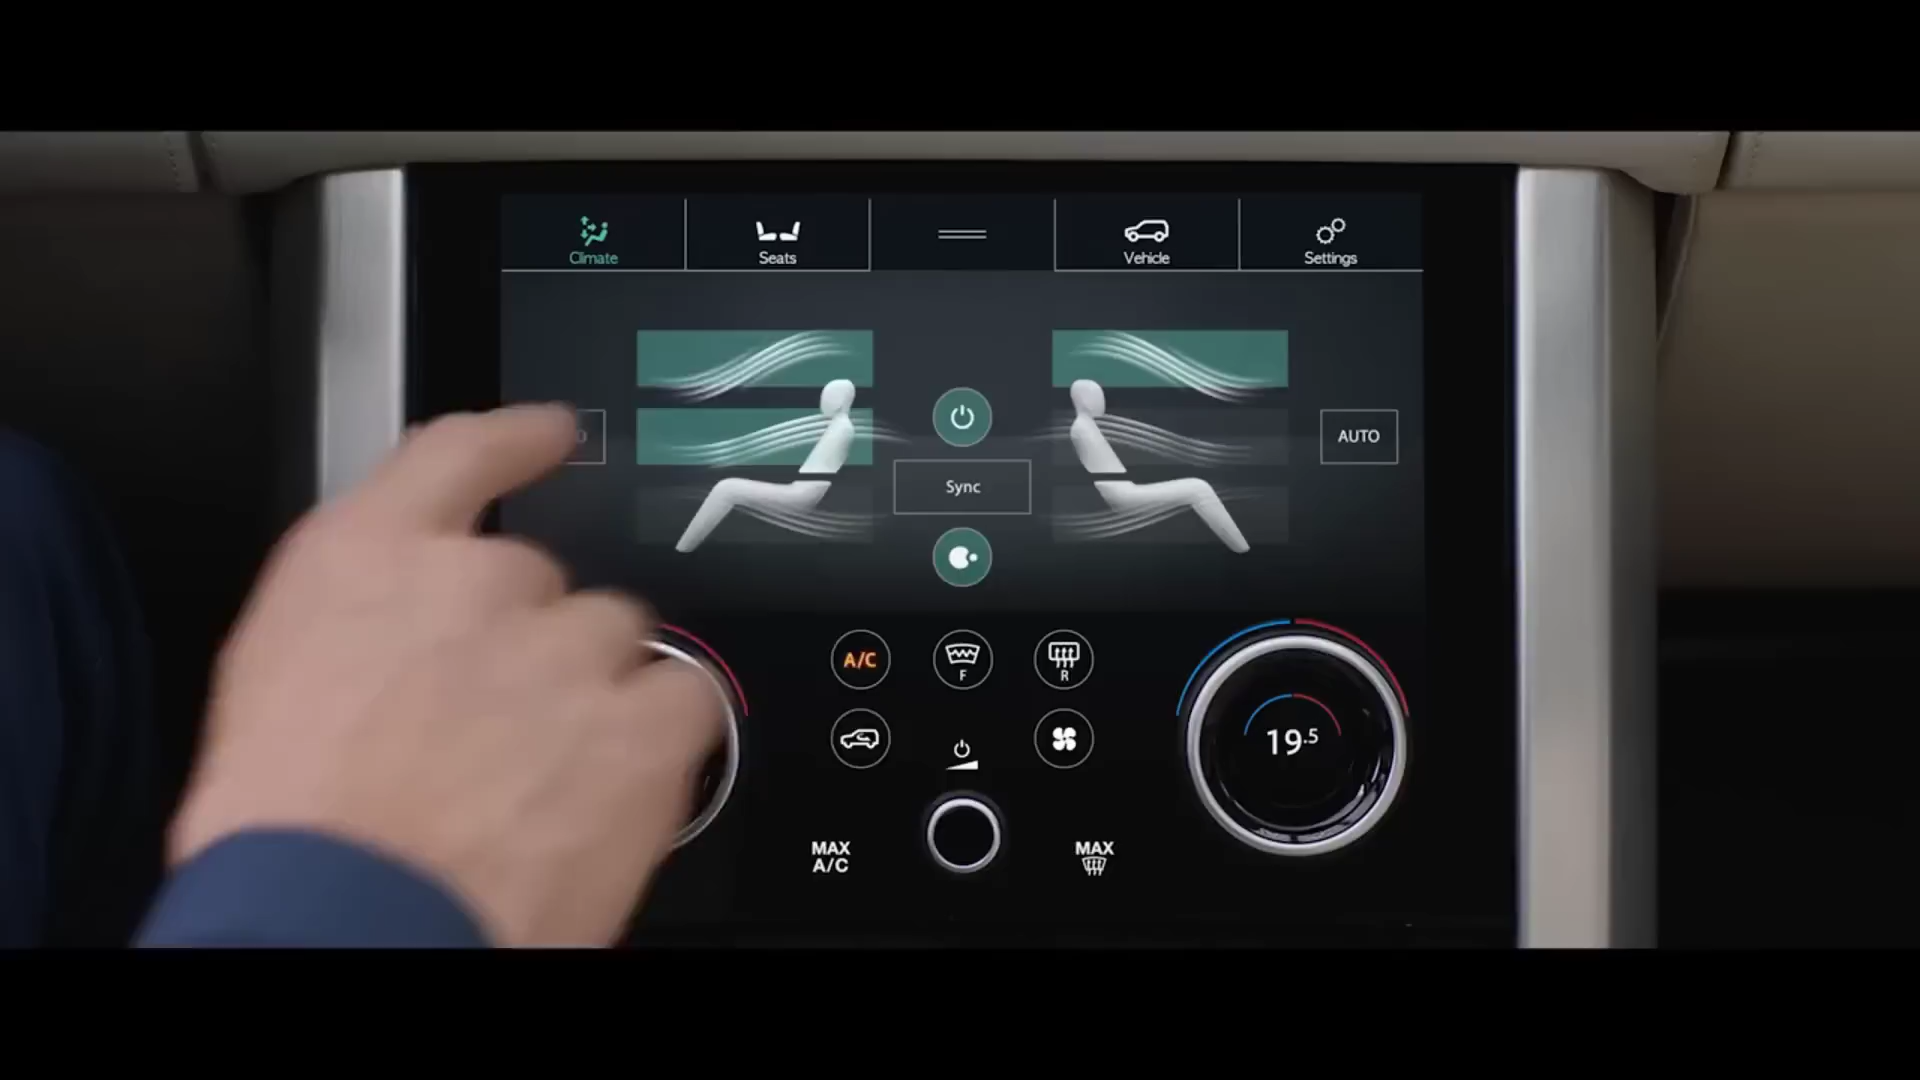 Climate
Seats
Vehicle
Settings
AUTO
Sync
A/C
F
R
19.5
MAX
A/C
MAX